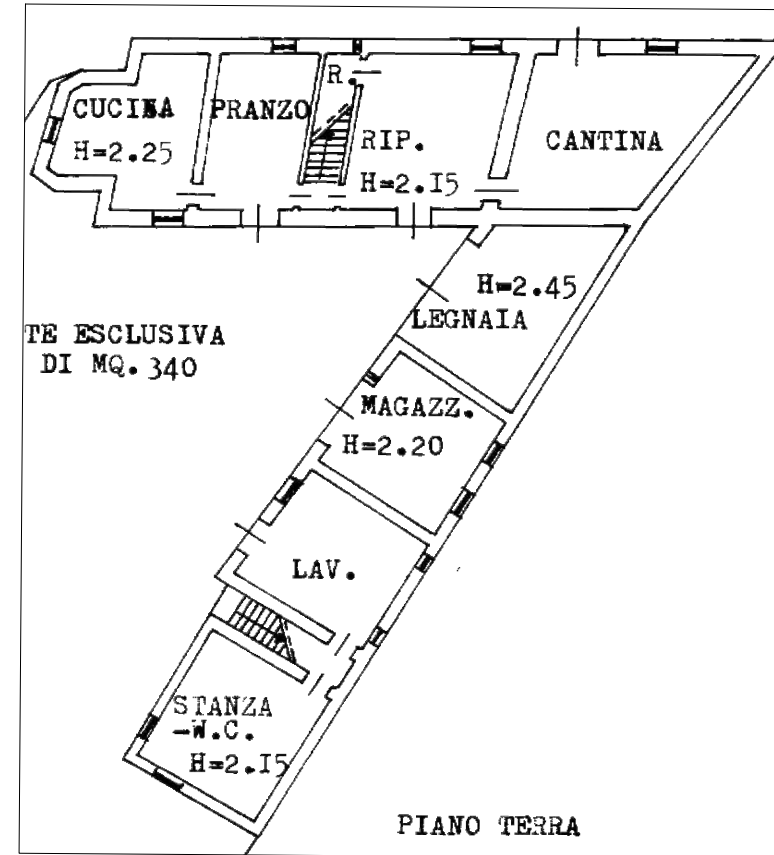 R.
CUCINA
PRANZO
H=2.25
RIP.
H=2.I5
CANTINA
H=2.45
LEGNAIA
TE ESCLUSIVA
DI MQ.340
MAGAZZ.
H=2.20
LAV.
STANZA
-W.C.
H=2.I5
PIANO TERRA